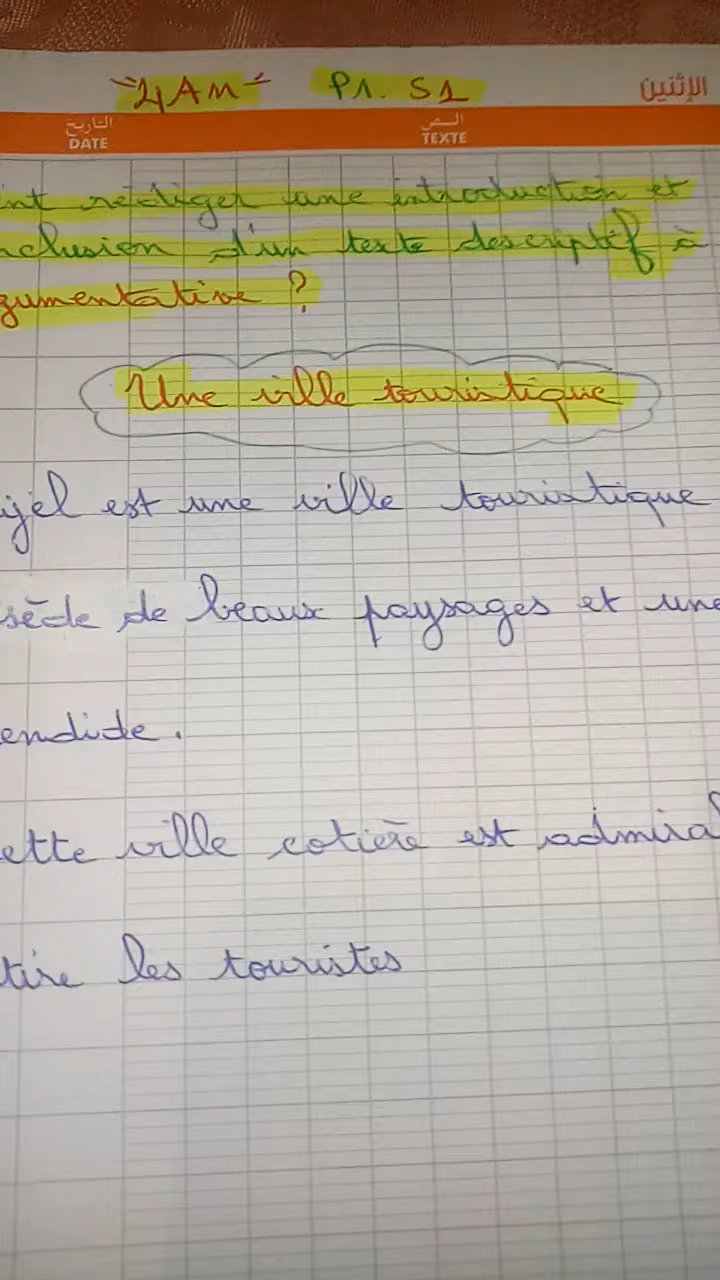 "4AM" P1. S1 الإثنين
التاريخ النـص
DATE TEXTE
nt rédiger une introduction et
nclusion d'un texte descriptif à
gumentative ?
Une ville touristique
ijel est une ville touristique
sède de beaux paysages et une
endide.
ette ville cotière est admira
tire les touristes